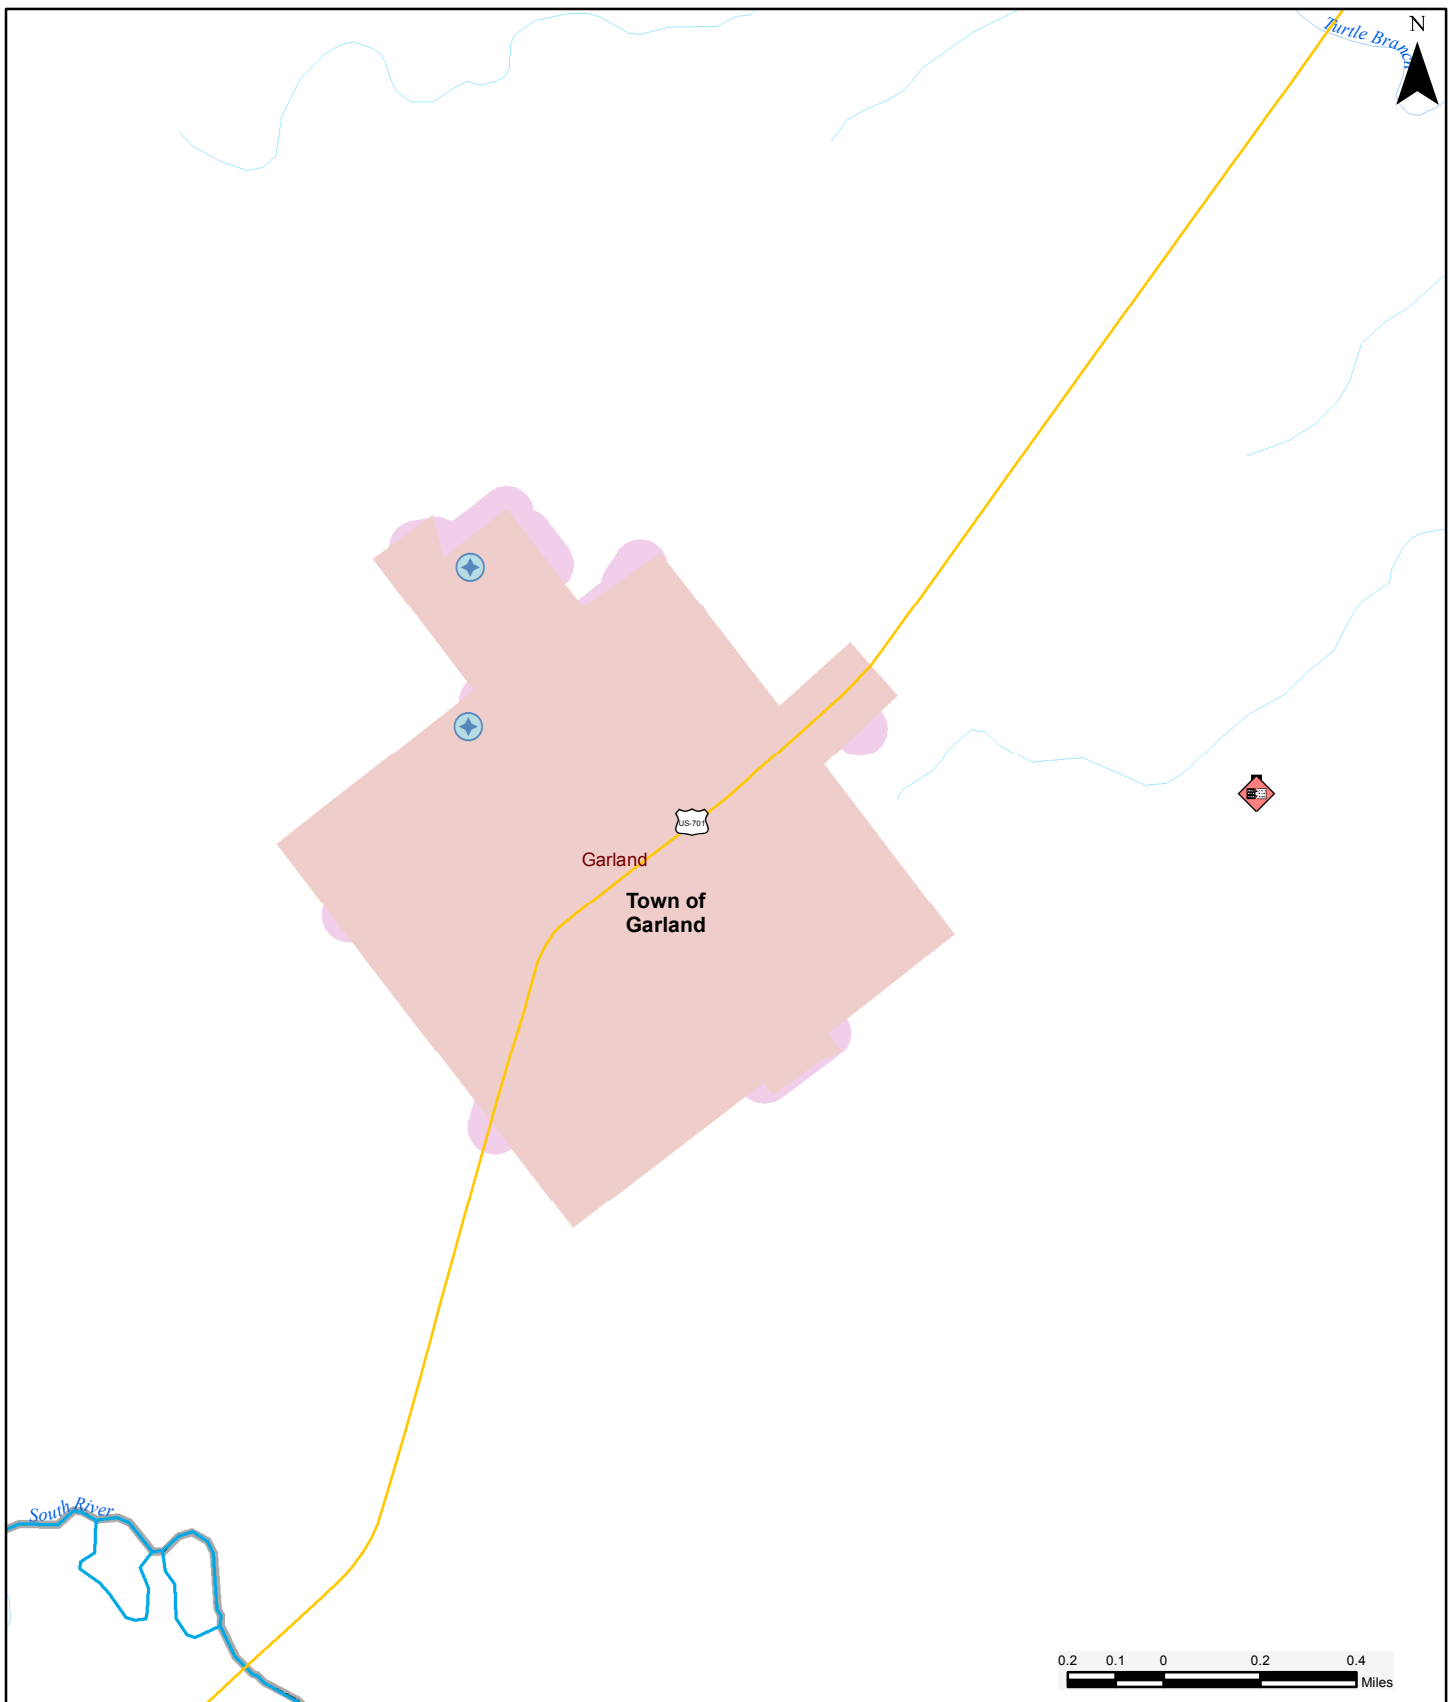 Turtle Branch
N
US-701
Garland
Town of
Garland
South River
0.2 0.1 0 0.2 0.4
Miles